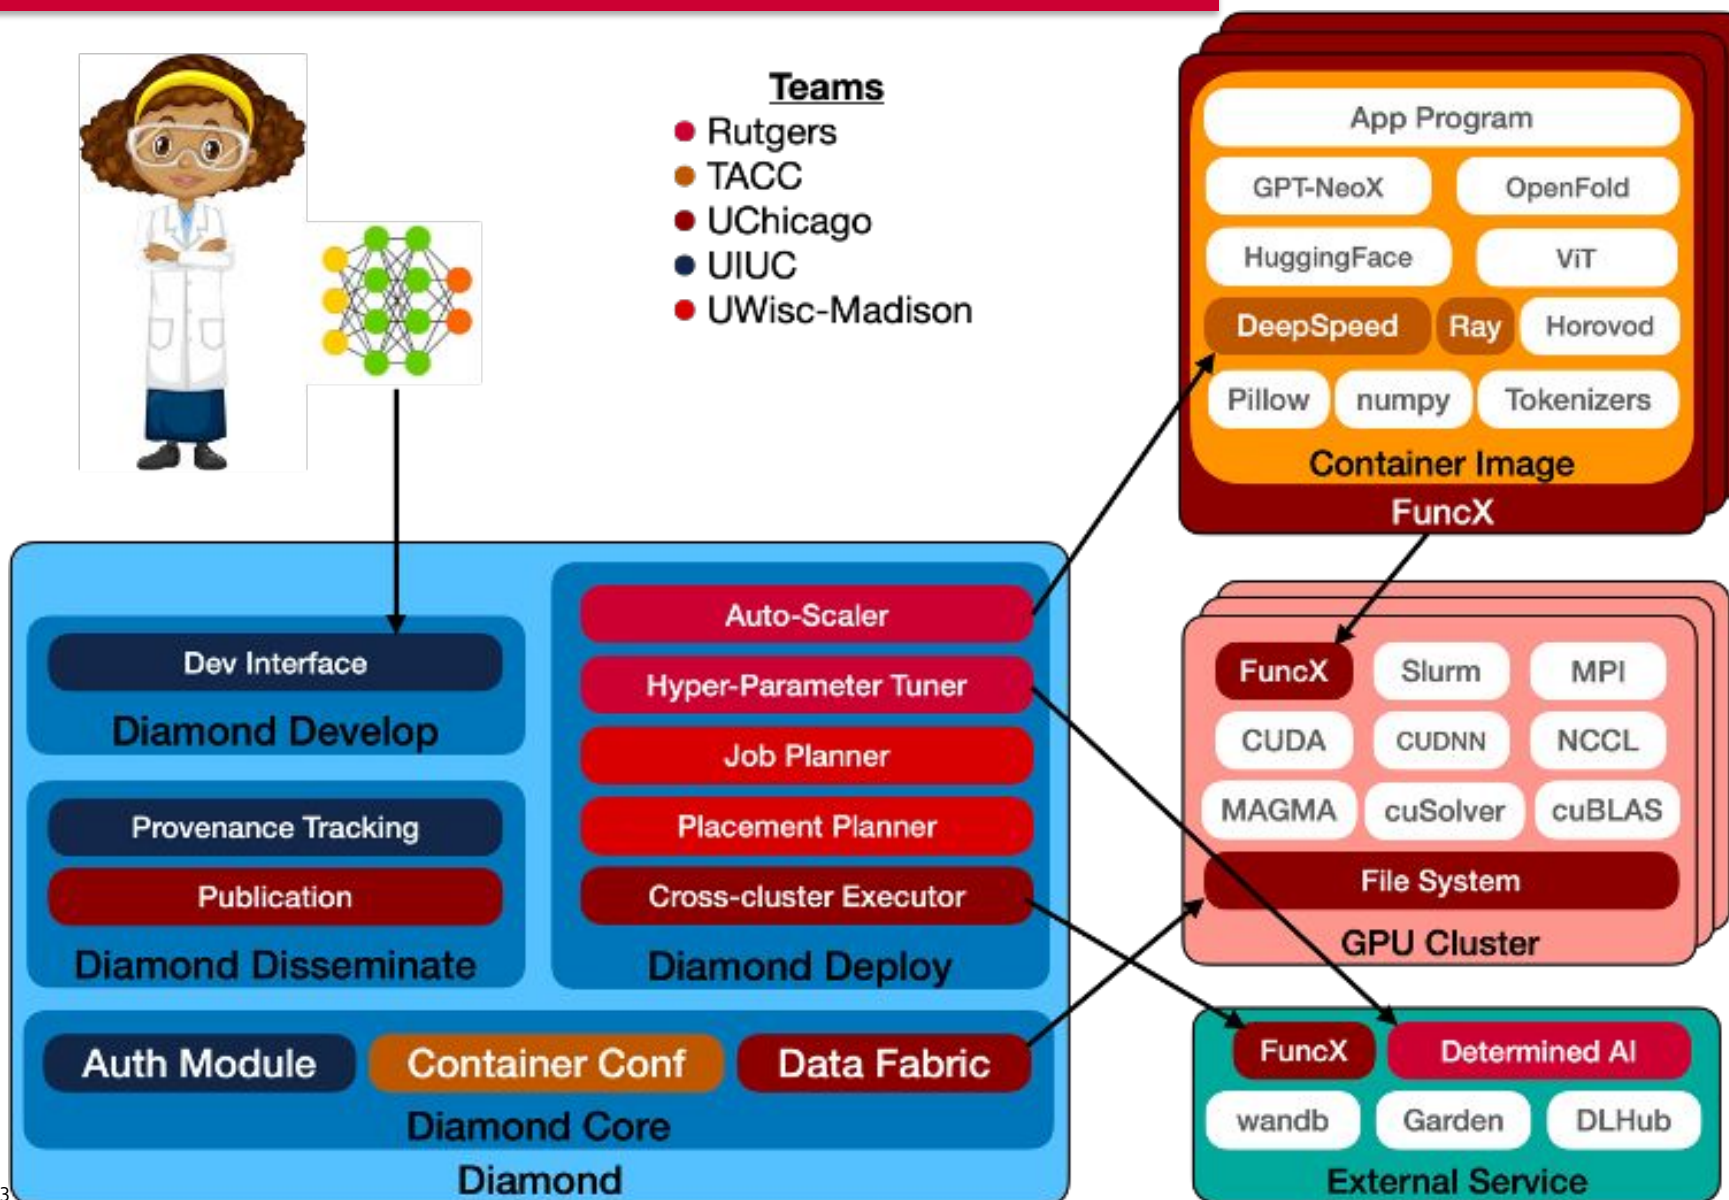 Teams
Rutgers
TACC
UChicago
UIUC
UWisc-Madison
App Program
GPT-NeoX OpenFold
HuggingFace ViT
DeepSpeed Ray Horovod
Pillow numpy Tokenizers
Container Image
FuncX
Dev Interface
Diamond Develop
Provenance Tracking
Publication
Diamond Disseminate
Auto-Scaler
Hyper-Parameter Tuner
Job Planner
Placement Planner
Cross-cluster Executor
Diamond Deploy
Auth Module Container Conf Data Fabric
Diamond Core
Diamond
FuncX Slurm MPI
CUDA CUDNN NCCL
MAGMA cuSolver cuBLAS
File System
GPU Cluster
FuncX Determined AI
wandb Garden DLHub
External Service
3